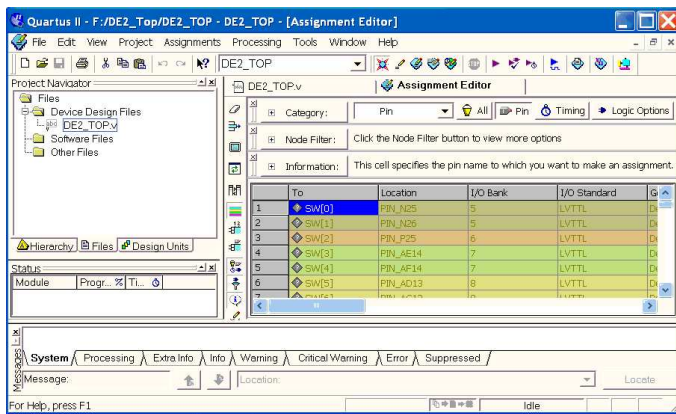 Quartus II - F:/DE2_Top/DE2_TOP - DE2_TOP - [Assignment Editor]
File Edit View Project Assignments Processing Tools Window Help
DE2_TOP
Project Navigator
Files
Device Design Files
DE2_TOP.v
Software Files
Other Files
Hierarchy Files Design Units
Status
Module Progr... % Ti...
DE2_TOP.v Assignment Editor
Category: Pin All Pin Timing Logic Options
Node Filter: Click the Node Filter button to view more options
Information: This cell specifies the pin name to which you want to make an assignment.
To Location I/O Bank I/O Standard
1 SW[0] PIN_N25 5 LVTTL
2 SW[1] PIN_N26 5 LVTTL
3 SW[2] PIN_P25 6 LVTTL
4 SW[3] PIN_AE14 7 LVTTL
5 SW[4] PIN_AF14 7 LVTTL
6 SW[5] PIN_AD13 8 LVTTL
Messages
System Processing Extra Info Info Warning Critical Warning Error Suppressed
Message: Location: Locate
For Help, press F1 Idle